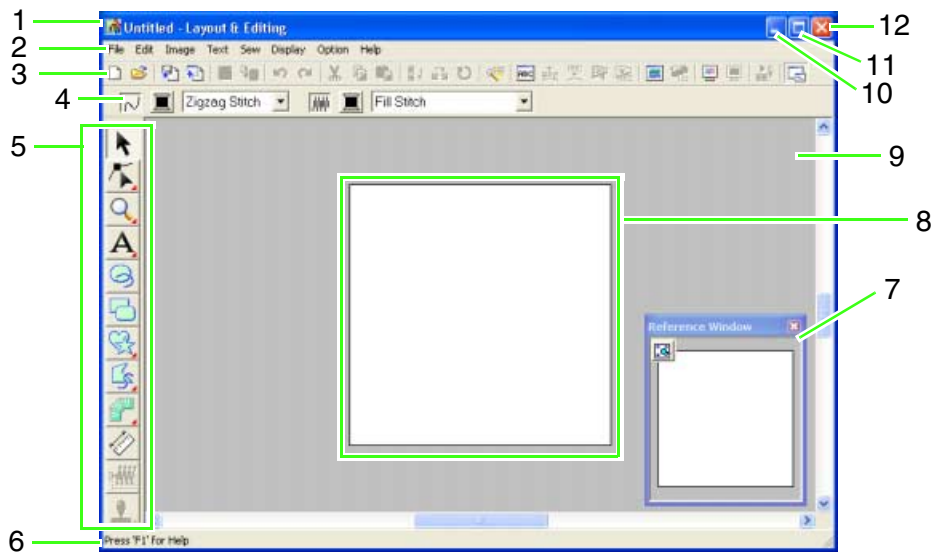 1 Untitled - Layout & Editing 12
2 File Edit Image Text Sew Display Option Help 11
3 ABC 10
4 Zigzag Stitch Fill Stitch
5 9
8
7
Reference Window
A
6 Press 'F1' for Help